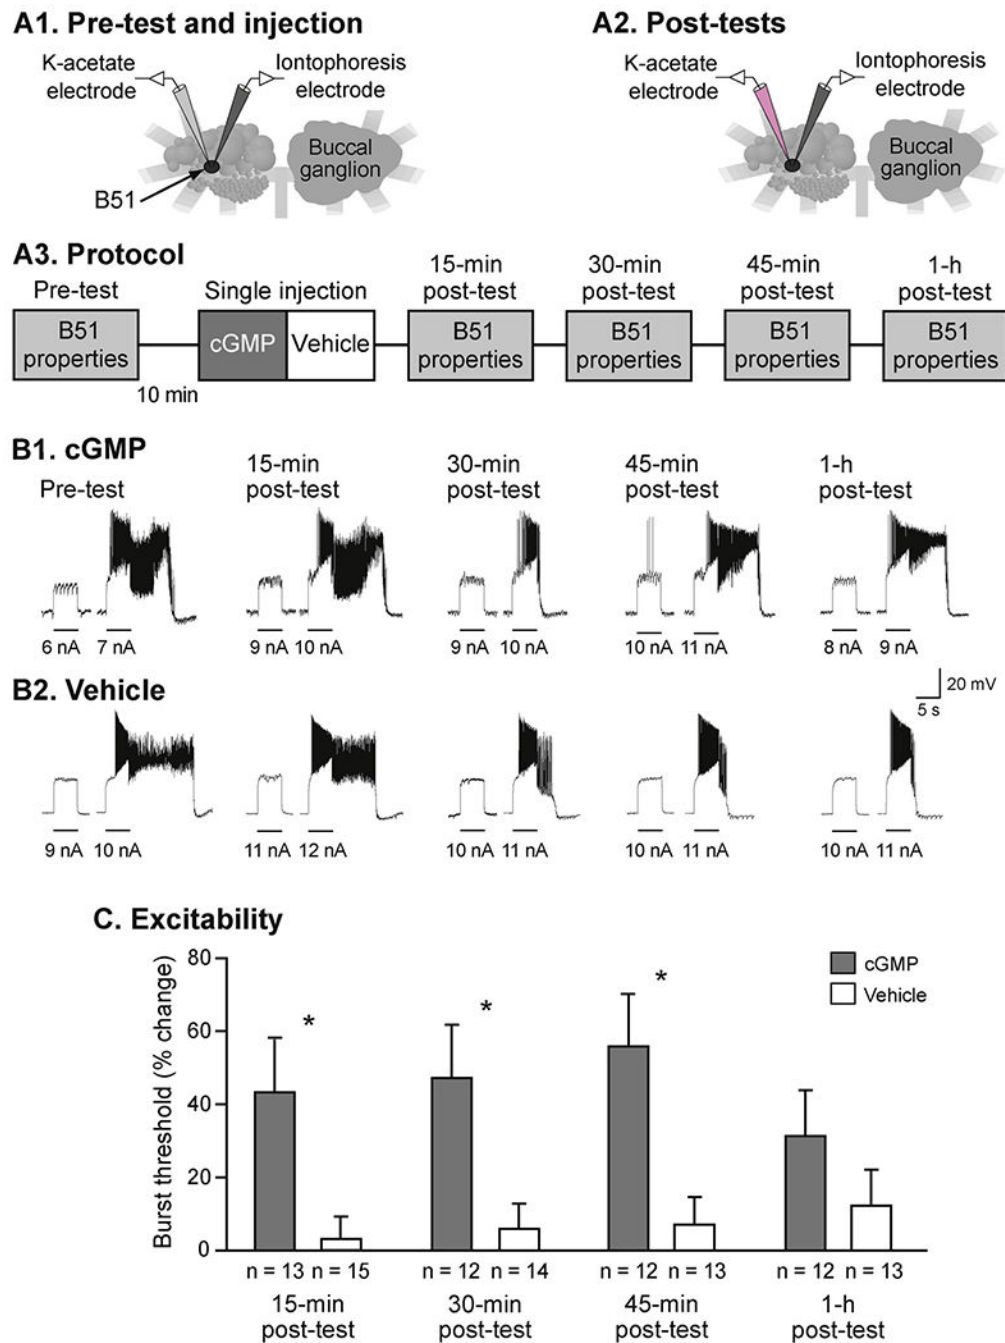 A1. Pre-test and injection
K-acetate electrode
Iontophoresis electrode
Buccal ganglion
B51
A2. Post-tests
K-acetate electrode
Iontophoresis electrode
Buccal ganglion
A3. Protocol
Pre-test
Single injection
15-min post-test
30-min post-test
45-min post-test
1-h post-test
B51 properties
10 min
cGMP
Vehicle
B51 properties
B51 properties
B51 properties
B51 properties
B1. cGMP
Pre-test
15-min post-test
30-min post-test
45-min post-test
1-h post-test
6 nA 7 nA
9 nA 10 nA
9 nA 10 nA
10 nA 11 nA
8 nA 9 nA
B2. Vehicle
20 mV
5 s
9 nA 10 nA
11 nA 12 nA
10 nA 11 nA
10 nA 11 nA
10 nA 11 nA
C. Excitability
Burst threshold (% change)
80
60
40
20
0
cGMP
Vehicle
*
*
*
n = 13 n = 15
n = 12 n = 14
n = 12 n = 13
n = 12 n = 13
15-min post-test
30-min post-test
45-min post-test
1-h post-test